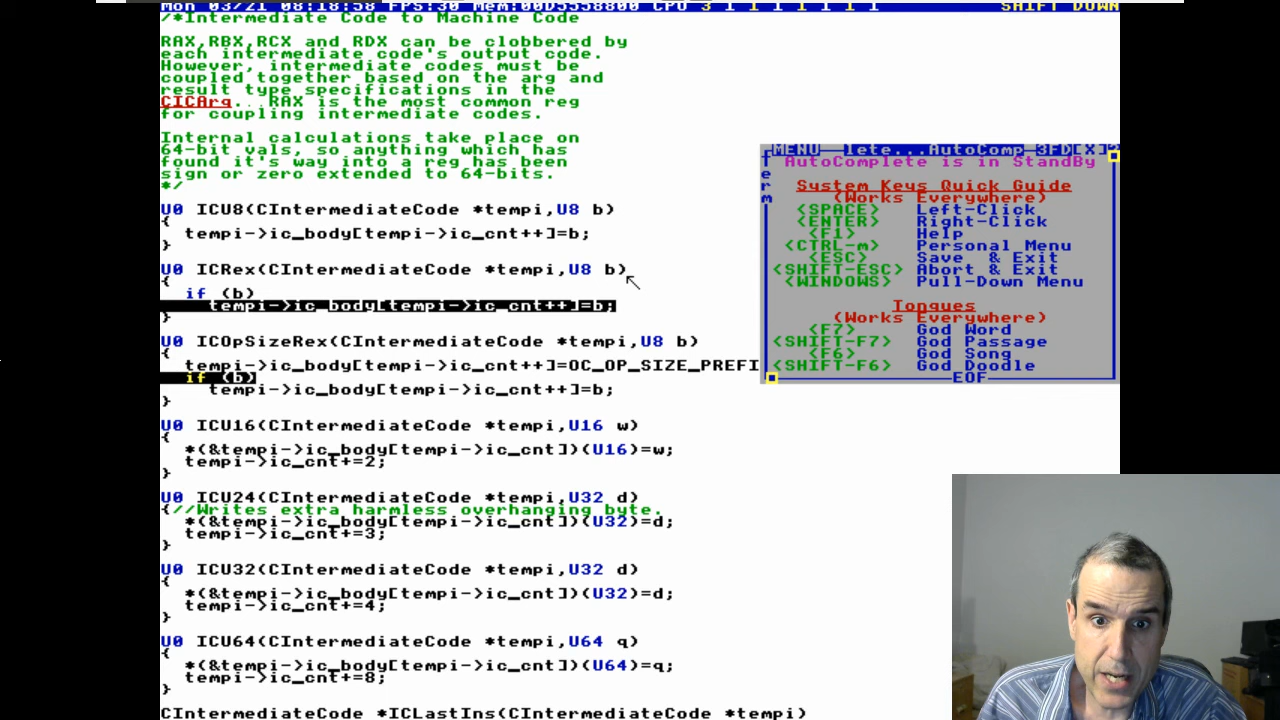 Mon 03/21 08:18:58 FPS:30 Mem:00D5558800 CPU 3 1 1 1 1 1 1 1 SHIFT DOWN
/*Intermediate Code to Machine Code
RAX,RBX,RCX and RDX can be clobbered by
each intermediate code's output code.
However, intermediate codes must be
coupled together based on the arg and
result type specifications in the
CICArg. RAX is the most common reg
for coupling intermediate codes.
Internal calculations take place on
64-bit vals, so anything which has
found it's way into a reg has been
sign or zero extended to 64-bits.
*/
U0 ICU8(CIntermediateCode *tempi,U8 b)
{
tempi->ic_body[tempi->ic_cnt++]=b;
}
U0 ICRex(CIntermediateCode *tempi,U8 b)
{
if (b)
tempi->ic_body[tempi->ic_cnt++]=b;
}
U0 ICOpSizeRex(CIntermediateCode *tempi,U8 b)
{
tempi->ic_body[tempi->ic_cnt++]=OC_OP_SIZE_PREFI
if (b)
tempi->ic_body[tempi->ic_cnt++]=b;
}
U0 ICU16(CIntermediateCode *tempi,U16 w)
{
*(&tempi->ic_body[tempi->ic_cnt])(U16)=w;
tempi->ic_cnt+=2;
}
U0 ICU24(CIntermediateCode *tempi,U32 d)
{//Writes extra harmless overhanging byte.
*(&tempi->ic_body[tempi->ic_cnt])(U32)=d;
tempi->ic_cnt+=3;
}
U0 ICU32(CIntermediateCode *tempi,U32 d)
{
*(&tempi->ic_body[tempi->ic_cnt])(U32)=d;
tempi->ic_cnt+=4;
}
U0 ICU64(CIntermediateCode *tempi,U64 q)
{
*(&tempi->ic_body[tempi->ic_cnt])(U64)=q;
tempi->ic_cnt+=8;
}
CIntermediateCode *ICLastIns(CIntermediateCode *tempi)
MENU lete...AutoComp 3FD[X]
Term
AutoComplete is in StandBy
System Keys Quick Guide
(Works Everywhere)
<SPACE> Left-Click
<ENTER> Right-Click
<F1> Help
<CTRL-m> Personal Menu
<ESC> Save & Exit
<SHIFT-ESC> Abort & Exit
<WINDOWS> Pull-Down Menu
Tongues
(Works Everywhere)
<F7> God Word
<SHIFT-F7> God Passage
<F6> God Song
<SHIFT-F6> God Doodle
EOF